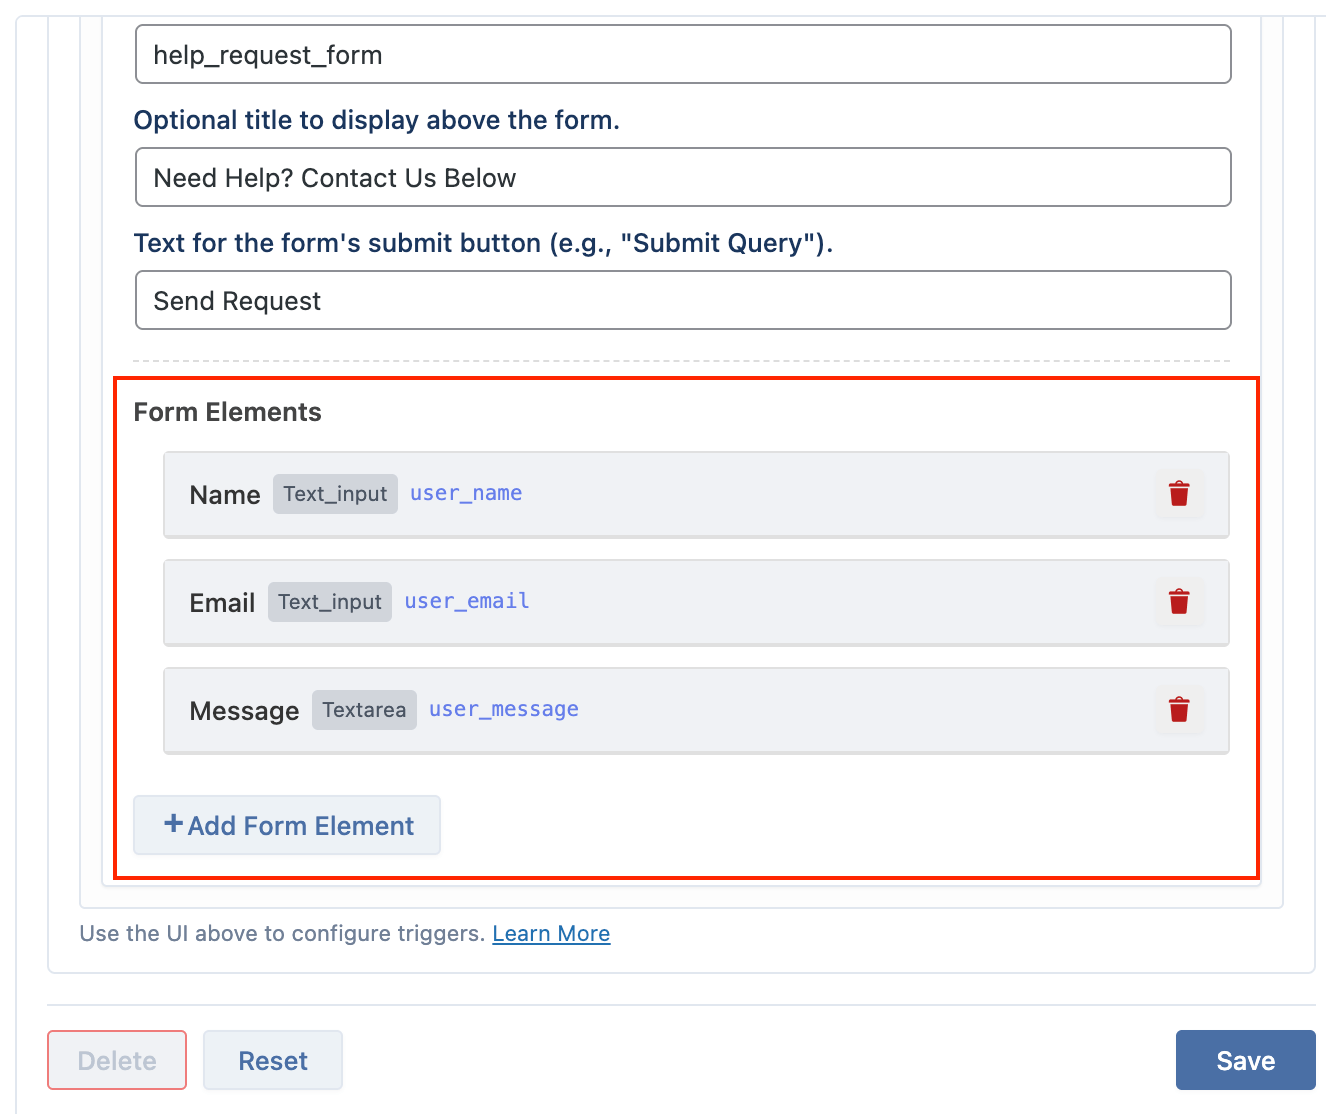 help_request_form
Optional title to display above the form.
Need Help? Contact Us Below
Text for the form's submit button (e.g., "Submit Query").
Send Request
Form Elements
Name Text_input user_name
Email Text_input user_email
Message Textarea user_message
+Add Form Element
Use the UI above to configure triggers. Learn More
Delete Reset Save